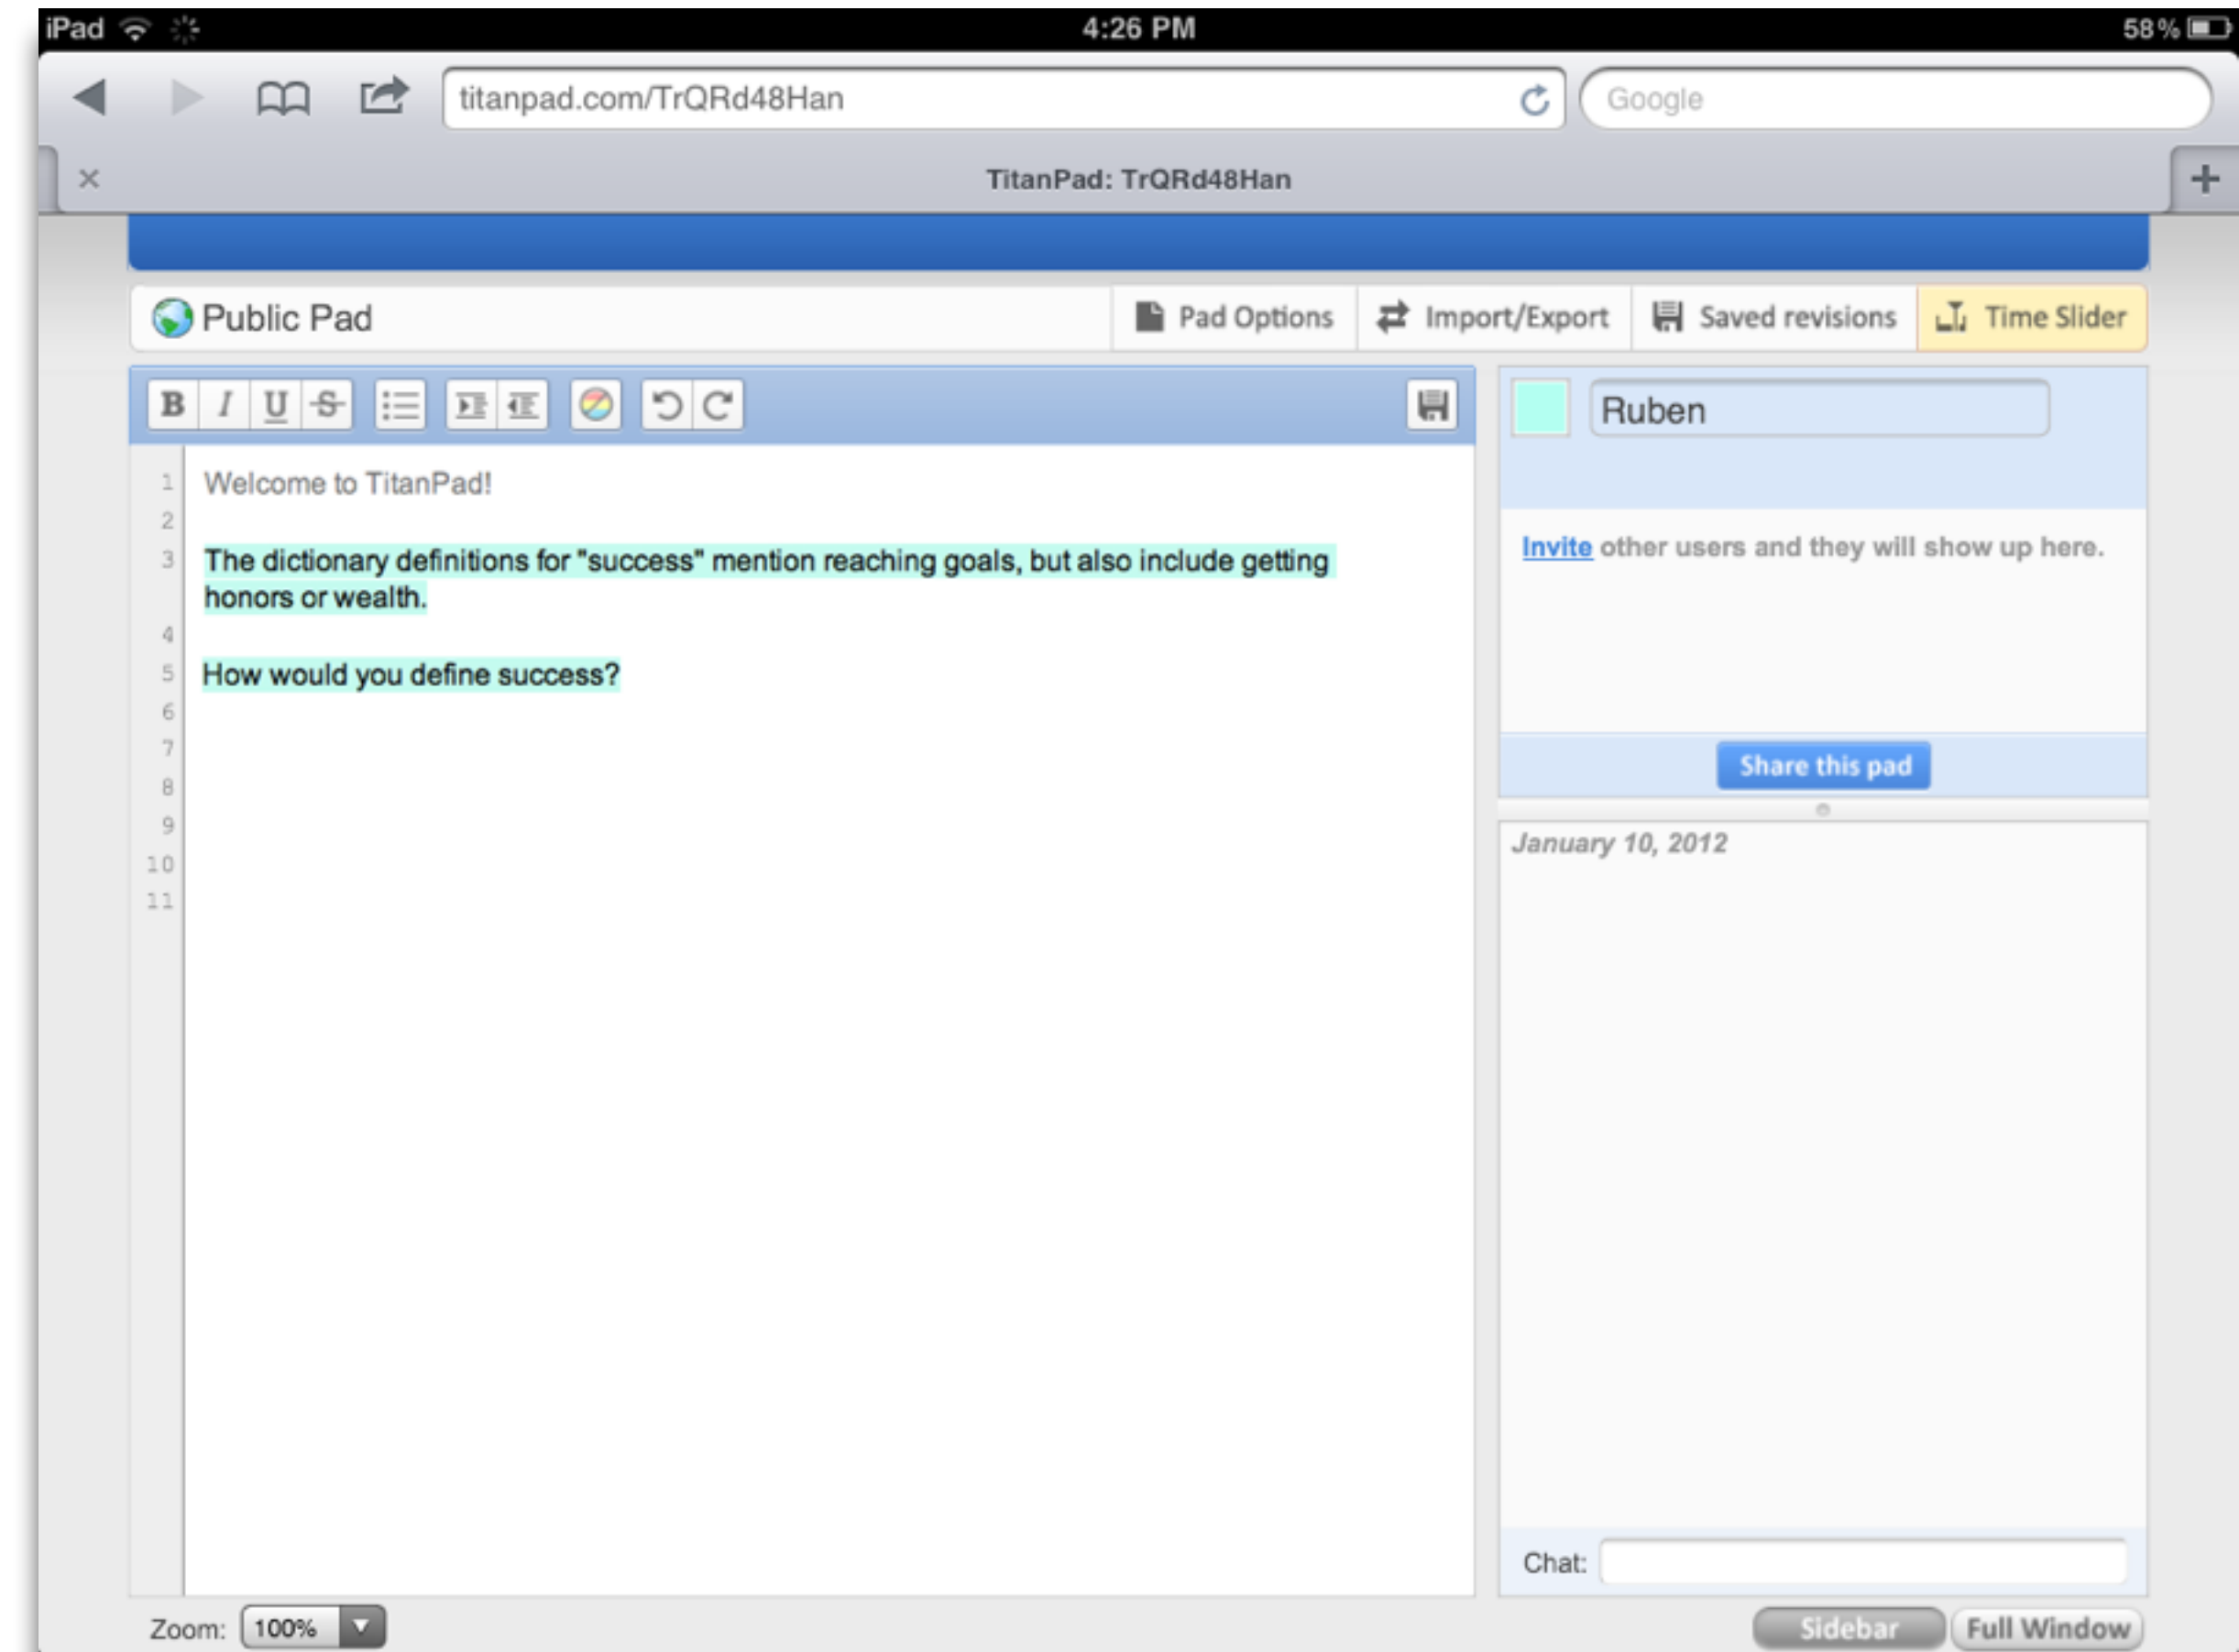 iPad 4:26 PM 58%
titanpad.com/TrQRd48Han Google
TitanPad: TrQRd48Han
Public Pad Pad Options Import/Export Saved revisions Time Slider
B I U S
Ruben
1 Welcome to TitanPad!
2
3 The dictionary definitions for "success" mention reaching goals, but also include getting
honors or wealth.
4
5 How would you define success?
6
7
8
9
10
11
Invite other users and they will show up here.
Share this pad
January 10, 2012
Chat:
Zoom: 100% Sidebar Full Window